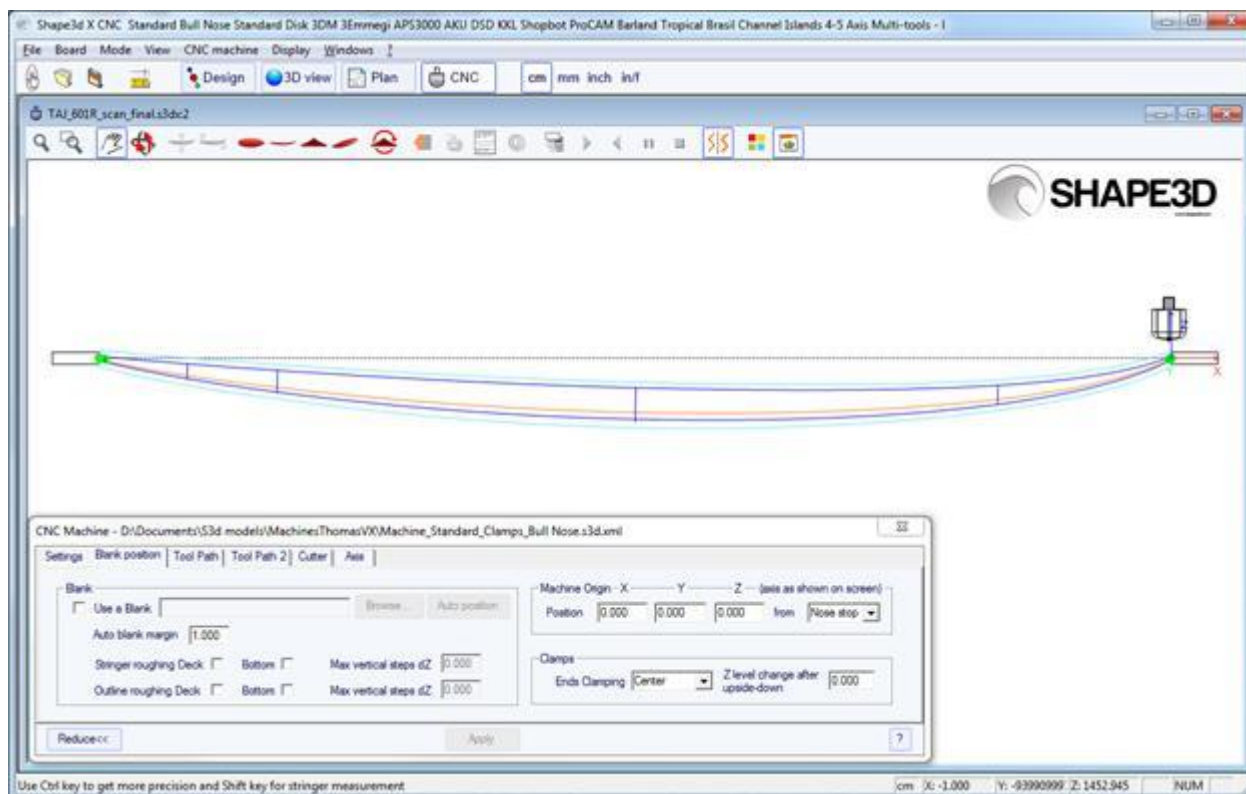 Shape3d X CNC Standard Bull Nose Standard Disk 3DM 3Emmegi APS3000 AKU DSD KKL Shopbot ProCAM Barland Tropical Brasil Channel Islands 4-5 Axis Multi-tools - I
File Board Mode View CNC machine Display Windows ?
Design 3D view Plan CNC cm mm inch in/f
TAJ_601R_scan_final.s3dx2
SHAPE3D
Y X
CNC Machine - D:\Documents\S3d models\MachinesThomasVX\Machine_Standard_Clamps_Bull Nose.s3d.xml
Settings Blank position Tool Path Tool Path 2 Cutter Axis
Blank
Use a Blank Browse... Auto position
Auto blank margin 1.000
Stringer roughing Deck Bottom Max vertical steps dZ 0.000
Outline roughing Deck Bottom Max vertical steps dZ 0.000
Machine Origin X Y Z (axis as shown on screen)
Position 0.000 0.000 0.000 from Nose stop
Clamps
Ends Clamping Center Z level change after upside-down 0.000
Reduce<< Apply ?
Use Ctrl key to get more precision and Shift key for stringer measurement cm X: -1.000 Y: -93990999 Z: 1452.945 NUM